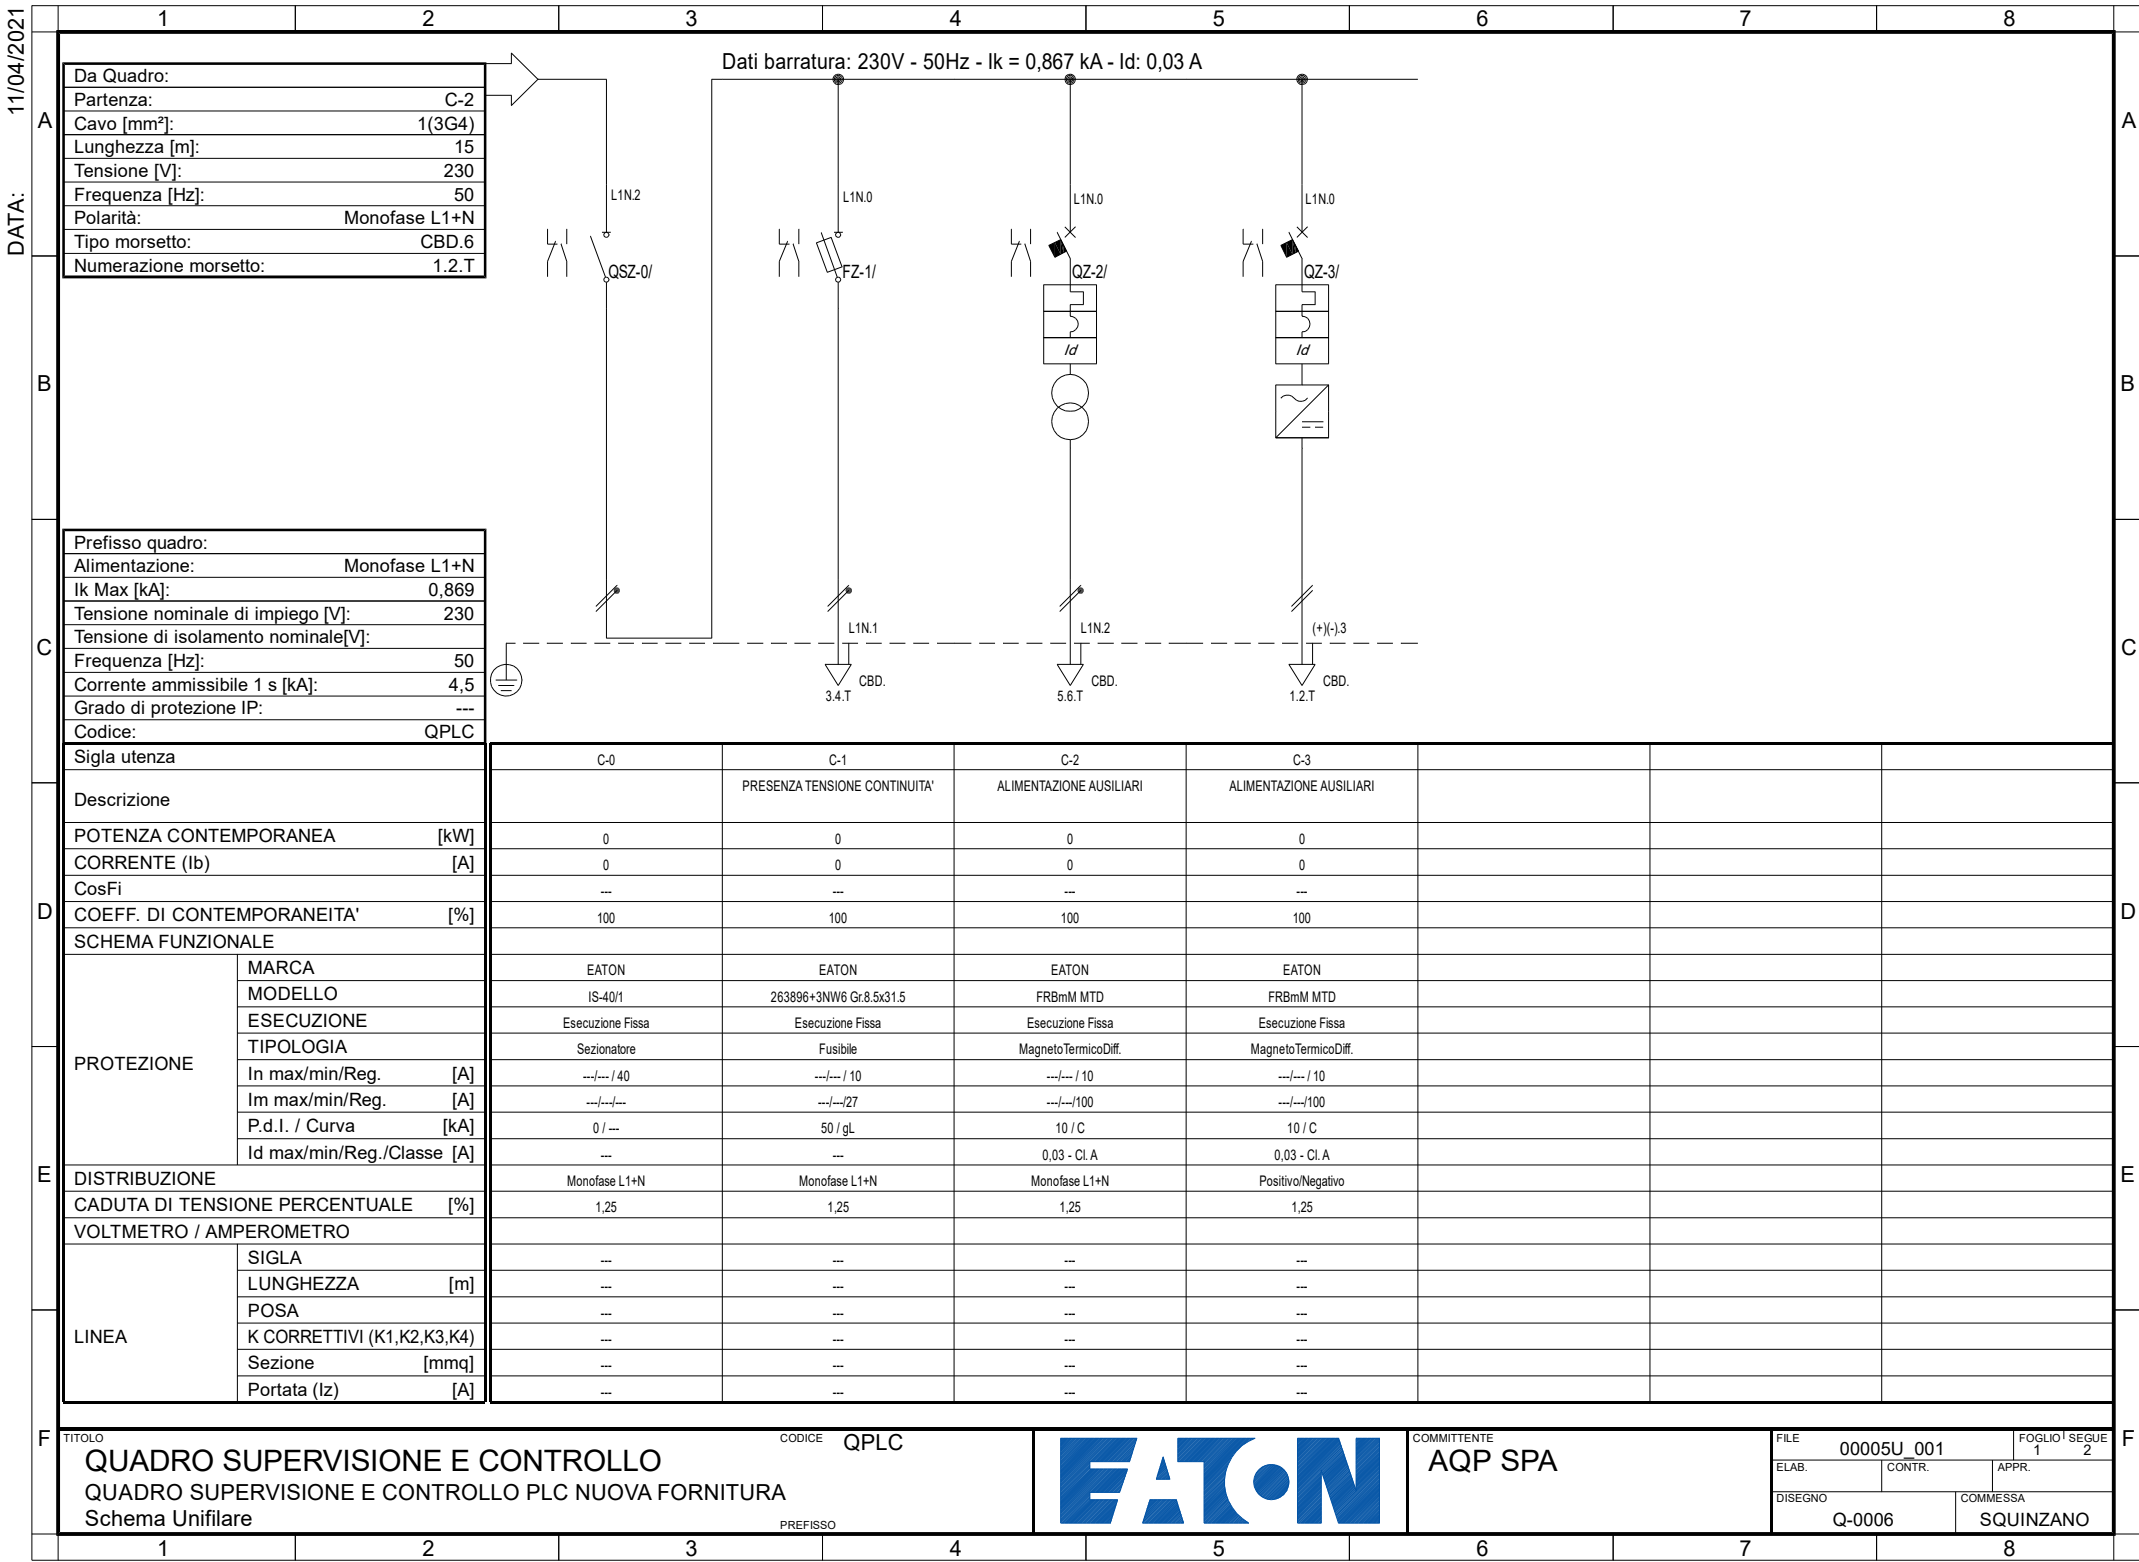 1 2 3 4 5 6 7 8
DATA: 11/04/2021
A
B
C
D
E
F
Da Quadro:
Partenza: C-2
Cavo [mm²]: 1(3G4)
Lunghezza [m]: 15
Tensione [V]: 230
Frequenza [Hz]: 50
Polarità: Monofase L1+N
Tipo morsetto: CBD.6
Numerazione morsetto: 1.2.T
Dati barratura: 230V - 50Hz - Ik = 0,867 kA - Id: 0,03 A
L1N.2 L1N.0 L1N.0 L1N.0
QSZ-0/ FZ-1/ QZ-2/ QZ-3/
Id Id
L1N.1 L1N.2 (+)(-).3
CBD. CBD. CBD.
3.4.T 5.6.T 1.2.T
Prefisso quadro:
Alimentazione: Monofase L1+N
Ik Max [kA]: 0,869
Tensione nominale di impiego [V]: 230
Tensione di isolamento nominale[V]:
Frequenza [Hz]: 50
Corrente ammissibile 1 s [kA]: 4,5
Grado di protezione IP: ---
Codice: QPLC
Sigla utenza C-0 C-1 C-2 C-3
Descrizione PRESENZA TENSIONE CONTINUITA' ALIMENTAZIONE AUSILIARI ALIMENTAZIONE AUSILIARI
POTENZA CONTEMPORANEA [kW] 0 0 0 0
CORRENTE (Ib) [A] 0 0 0 0
CosFi --- --- --- ---
COEFF. DI CONTEMPORANEITA' [%] 100 100 100 100
SCHEMA FUNZIONALE
PROTEZIONE
MARCA EATON EATON EATON EATON
MODELLO IS-40/1 263896+3NW6 Gr.8.5x31.5 FRBmM MTD FRBmM MTD
ESECUZIONE Esecuzione Fissa Esecuzione Fissa Esecuzione Fissa Esecuzione Fissa
TIPOLOGIA Sezionatore Fusibile MagnetoTermicoDiff. MagnetoTermicoDiff.
In max/min/Reg. [A] ---/--- / 40 ---/--- / 10 ---/--- / 10 ---/--- / 10
Im max/min/Reg. [A] ---/---/--- ---/---/27 ---/---/100 ---/---/100
P.d.I. / Curva [kA] 0 / --- 50 / gL 10 / C 10 / C
Id max/min/Reg./Classe [A] --- --- 0,03 - Cl. A 0,03 - Cl. A
DISTRIBUZIONE Monofase L1+N Monofase L1+N Monofase L1+N Positivo/Negativo
CADUTA DI TENSIONE PERCENTUALE [%] 1,25 1,25 1,25 1,25
VOLTMETRO / AMPEROMETRO
LINEA
SIGLA --- --- --- ---
LUNGHEZZA [m] --- --- --- ---
POSA --- --- --- ---
K CORRETTIVI (K1,K2,K3,K4) --- --- --- ---
Sezione [mmq] --- --- --- ---
Portata (Iz) [A] --- --- --- ---
TITOLO
QUADRO SUPERVISIONE E CONTROLLO
QUADRO SUPERVISIONE E CONTROLLO PLC NUOVA FORNITURA
Schema Unifilare
CODICE QPLC
PREFISSO
EATON
COMMITTENTE
AQP SPA
FILE 00005U_001
FOGLIO 1 SEGUE 2
ELAB. CONTR. APPR.
DISEGNO Q-0006
COMMESSA SQUINZANO
A
B
C
D
E
F
1 2 3 4 5 6 7 8